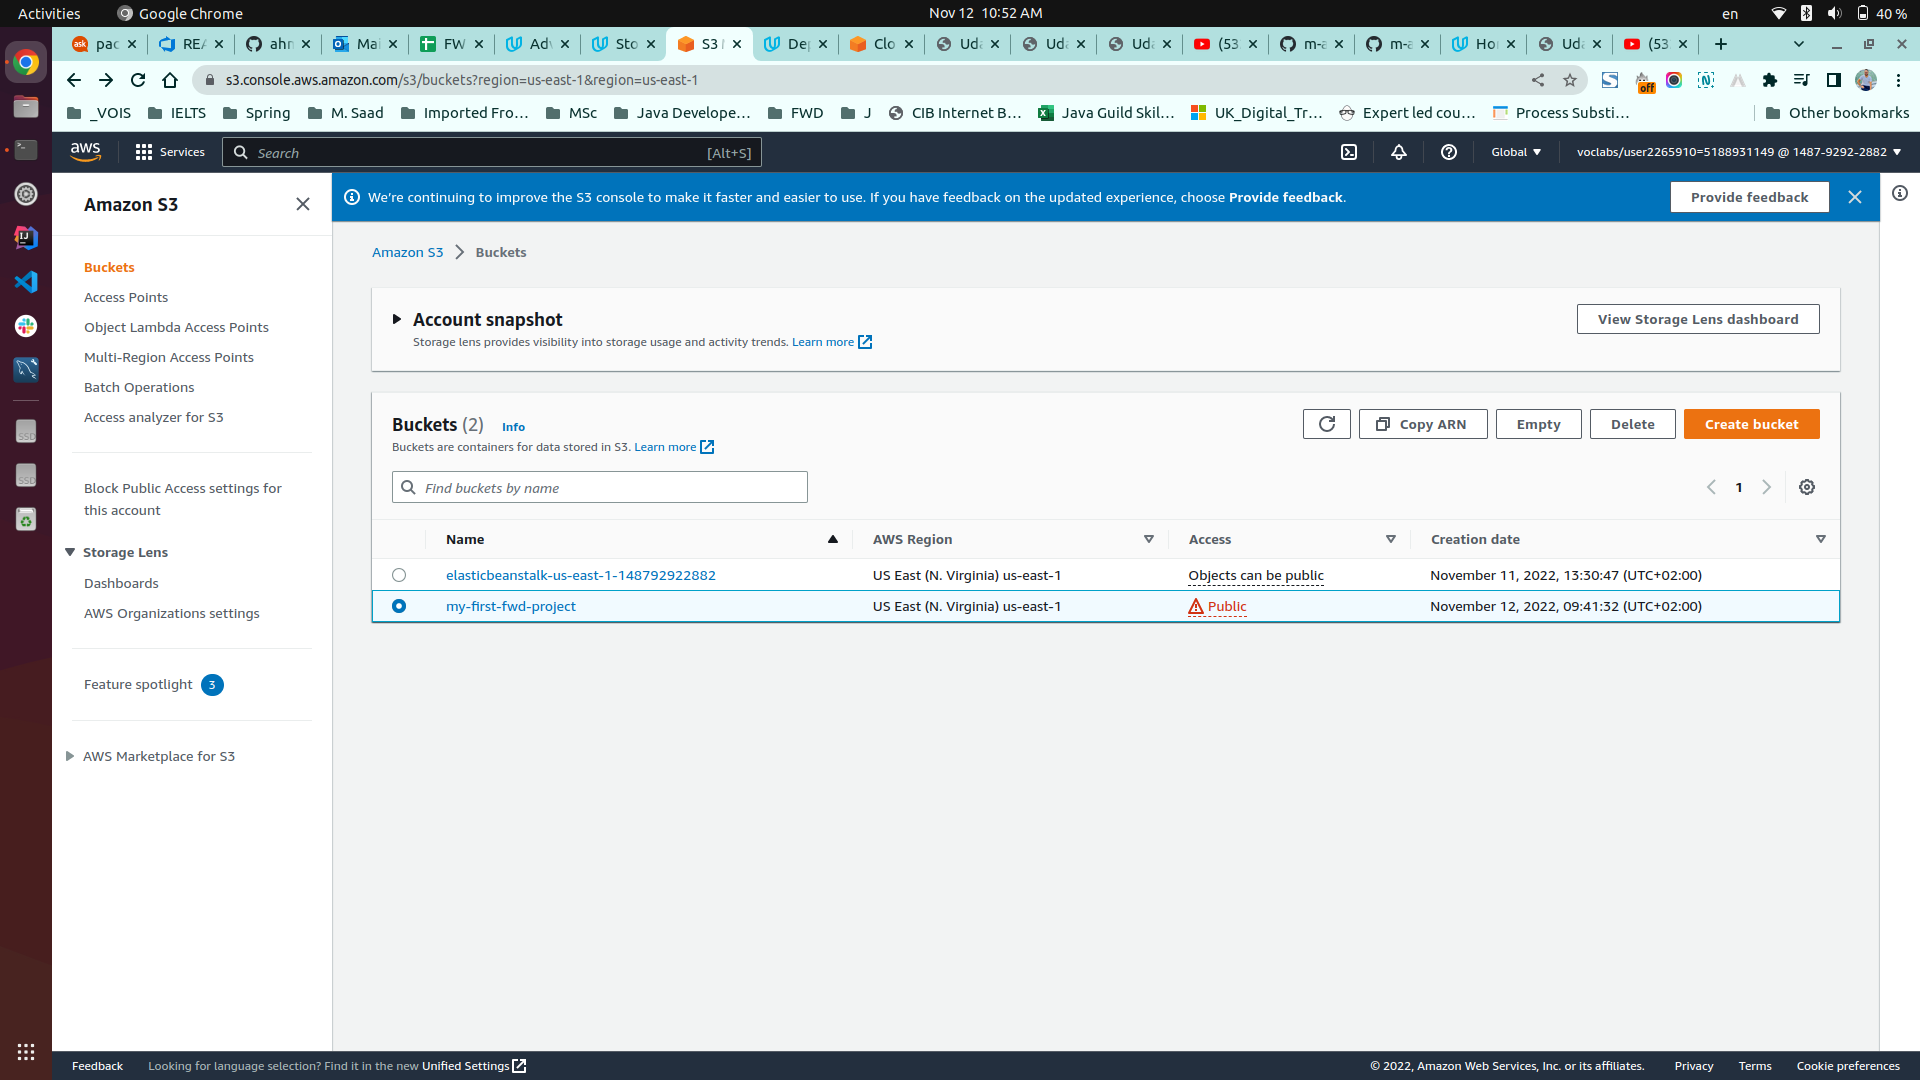 Activities
Google Chrome
Nov 12 10:52 AM
en
40 %
pac
REA
ahm
Mai
FW
Adv
Sto
S3 M
Dep
Clo
Uda
Uda
Uda
(53
m-a
m-a
Ho
Uda
(53
s3.console.aws.amazon.com/s3/buckets?region=us-east-1&region=us-east-1
off
_VOIS
IELTS
Spring
M. Saad
Imported Fro…
MSc
Java Develope…
FWD
J
CIB Internet B…
Java Guild Skil…
UK_Digital_Tr…
Expert led cou…
Process Substi…
Other bookmarks
aws
Services
Search
[Alt+S]
Global
voclabs/user2265910=5188931149 @ 1487-9292-2882
Amazon S3
Buckets
Access Points
Object Lambda Access Points
Multi-Region Access Points
Batch Operations
Access analyzer for S3
Block Public Access settings for
this account
Storage Lens
Dashboards
AWS Organizations settings
Feature spotlight 3
AWS Marketplace for S3
We're continuing to improve the S3 console to make it faster and easier to use. If you have feedback on the updated experience, choose Provide feedback.
Provide feedback
Amazon S3
Buckets
Account snapshot
Storage lens provides visibility into storage usage and activity trends. Learn more
View Storage Lens dashboard
Buckets (2) Info
Buckets are containers for data stored in S3. Learn more
Copy ARN
Empty
Delete
Create bucket
Find buckets by name
1
Name
AWS Region
Access
Creation date
elasticbeanstalk-us-east-1-148792922882
US East (N. Virginia) us-east-1
Objects can be public
November 11, 2022, 13:30:47 (UTC+02:00)
my-first-fwd-project
US East (N. Virginia) us-east-1
Public
November 12, 2022, 09:41:32 (UTC+02:00)
Feedback
Looking for language selection? Find it in the new Unified Settings
© 2022, Amazon Web Services, Inc. or its affiliates.
Privacy
Terms
Cookie preferences